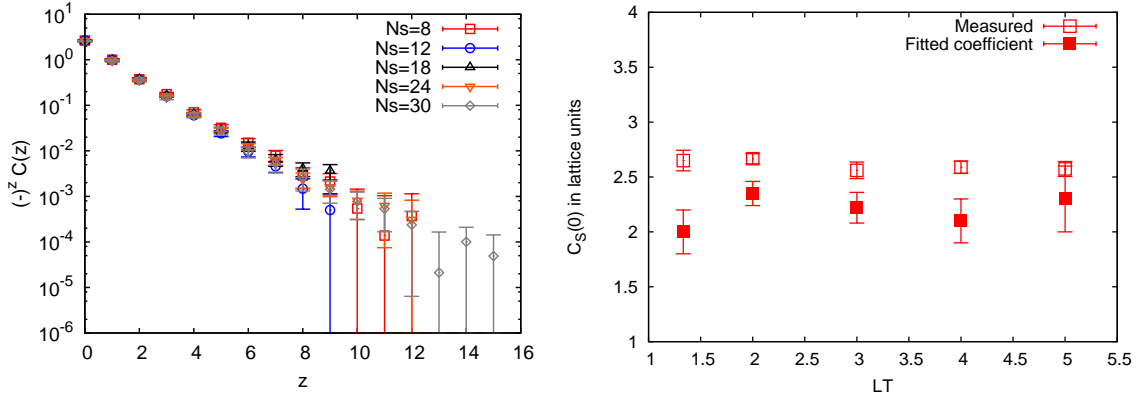 10^1
10^0
10^-1
10^-2
10^-3
10^-4
10^-5
10^-6
(-)^z C(z)
Ns=8
Ns=12
Ns=18
Ns=24
Ns=30
0 2 4 6 8 10 12 14 16
z
4
3.5
3
2.5
2
1.5
1
C_S(0) in lattice units
Measured
Fitted coefficient
1 1.5 2 2.5 3 3.5 4 4.5 5 5.5
LT